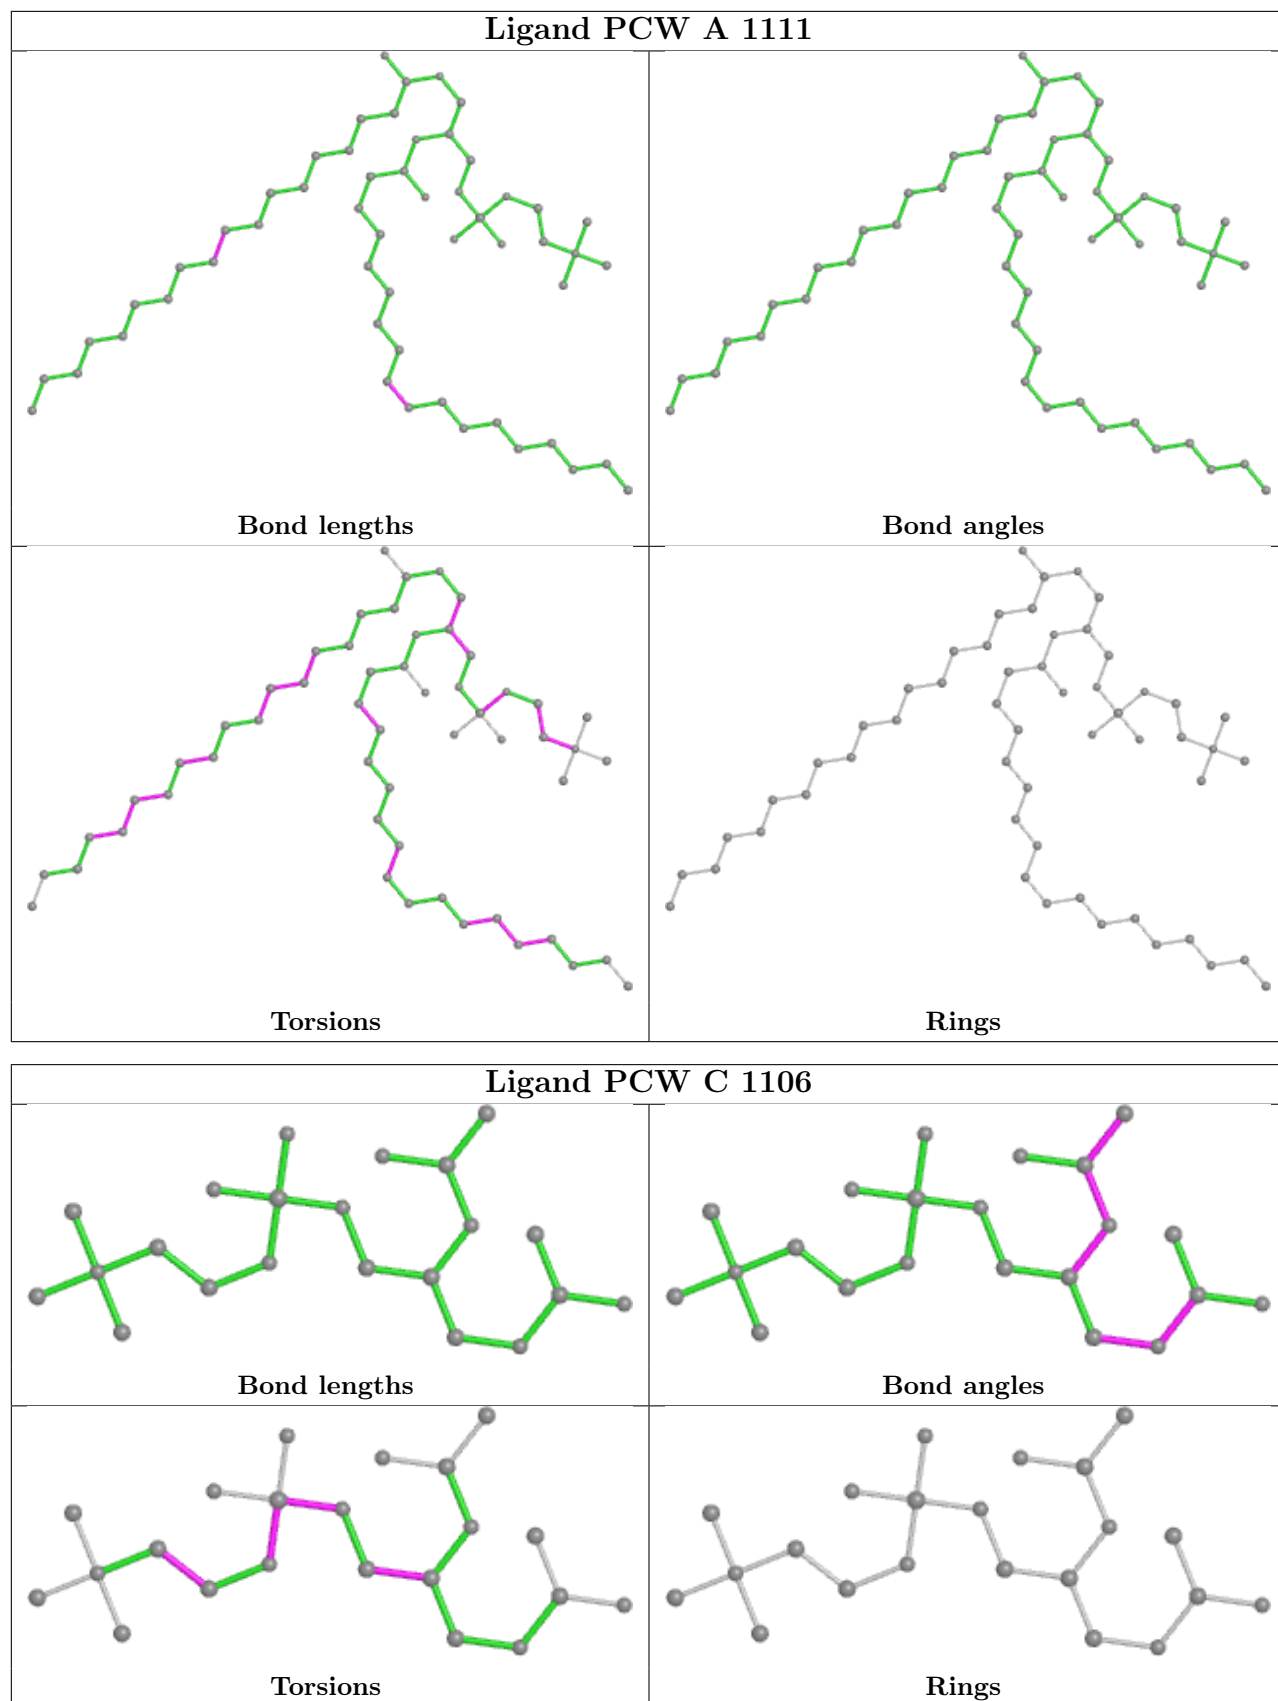 Ligand PCW A 1111
Bond lengths
Bond angles
Torsions
Rings
Ligand PCW C 1106
Bond lengths
Bond angles
Torsions
Rings